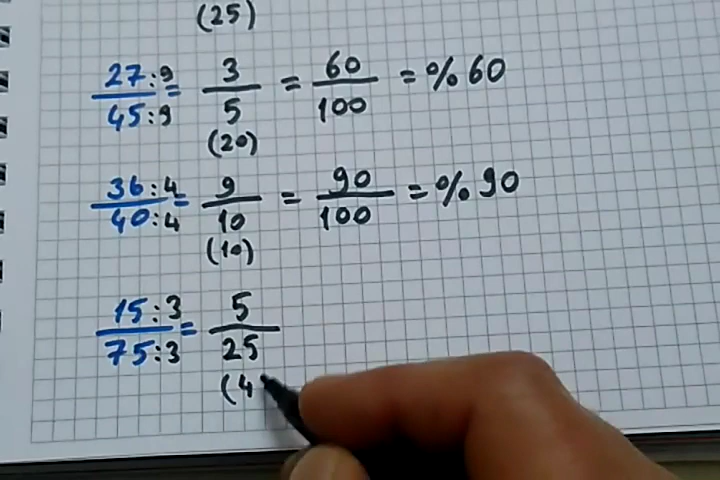 (25)
27:9/45:9 = 3/5 = 60/100 = %60
(20)
36:4/40:4 = 9/10 = 90/100 = %90
(10)
15:3/75:3 = 5/25
(4